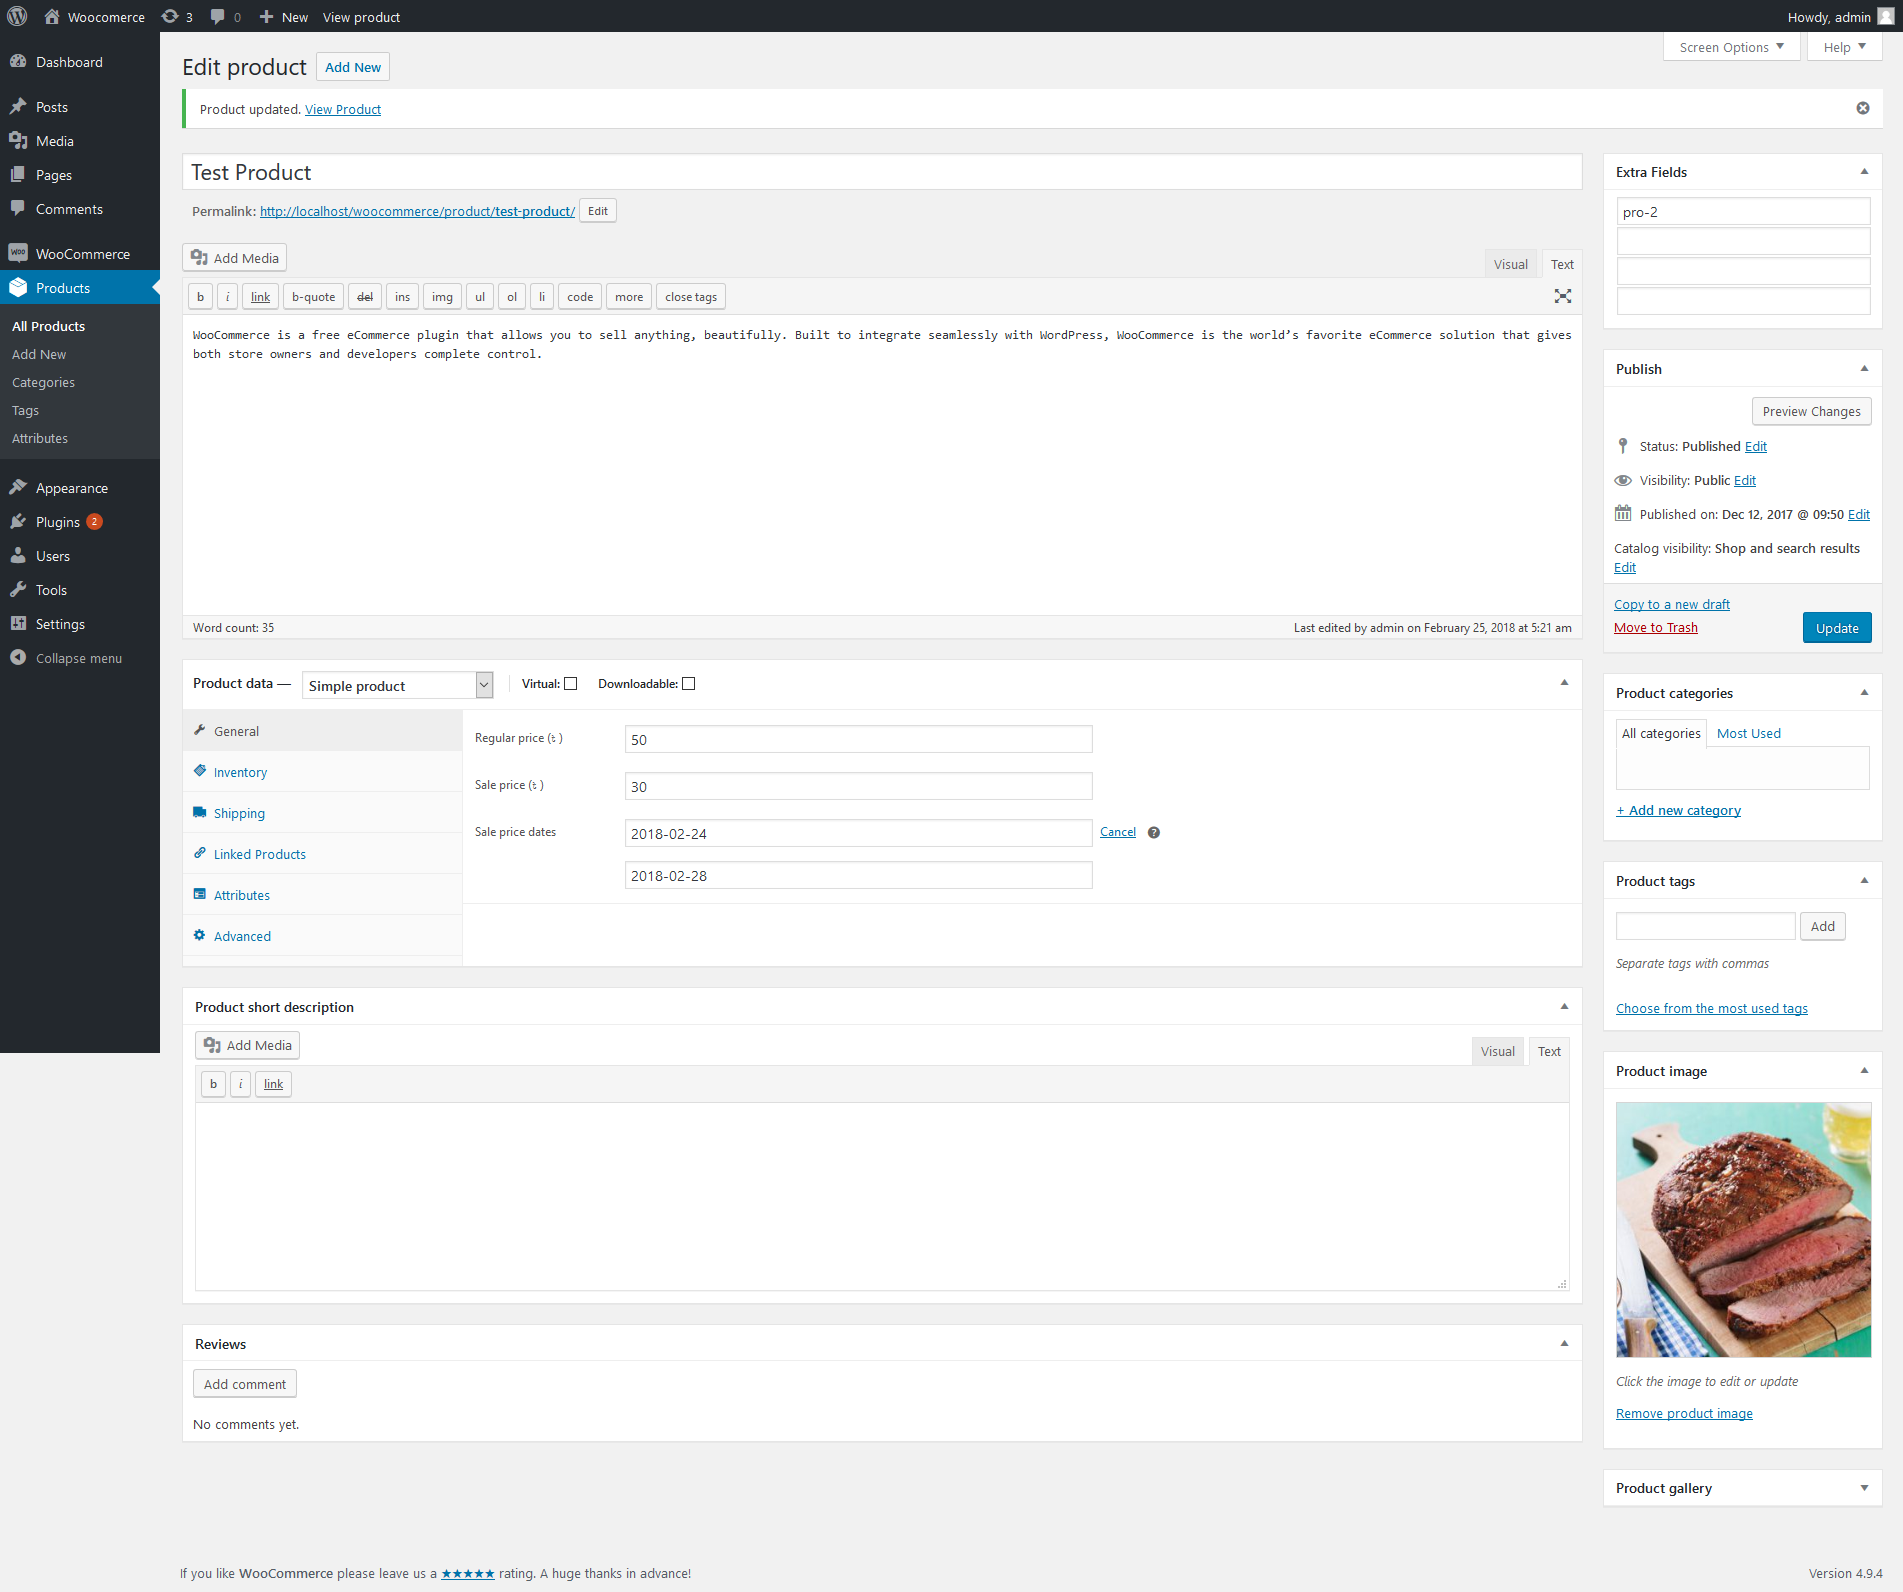 Woocomerce 3 0 New View product Howdy, admin
Screen Options Help
Dashboard
Posts
Media
Pages
Comments
WooCommerce
Products
All Products
Add New
Categories
Tags
Attributes
Appearance
Plugins 2
Users
Tools
Settings
Collapse menu
Edit product Add New
Product updated. View Product
Test Product
Permalink: http://localhost/woocommerce/product/test-product/ Edit
Add Media
Visual Text
b i link b-quote del ins img ul ol li code more close tags
WooCommerce is a free eCommerce plugin that allows you to sell anything, beautifully. Built to integrate seamlessly with WordPress, WooCommerce is the world’s favorite eCommerce solution that gives
both store owners and developers complete control.
Word count: 35 Last edited by admin on February 25, 2018 at 5:21 am
Product data — Simple product Virtual: Downloadable:
General
Inventory
Shipping
Linked Products
Attributes
Advanced
Regular price (৳ ) 50
Sale price (৳ ) 30
Sale price dates 2018-02-24 Cancel ?
2018-02-28
Product short description
Add Media
Visual Text
b i link
Reviews
Add comment
No comments yet.
Extra Fields
pro-2
Publish
Preview Changes
Status: Published Edit
Visibility: Public Edit
Published on: Dec 12, 2017 @ 09:50 Edit
Catalog visibility: Shop and search results
Edit
Copy to a new draft
Move to Trash
Update
Product categories
All categories Most Used
+ Add new category
Product tags
Add
Separate tags with commas
Choose from the most used tags
Product image
Click the image to edit or update
Remove product image
Product gallery
If you like WooCommerce please leave us a ★★★★★ rating. A huge thanks in advance! Version 4.9.4